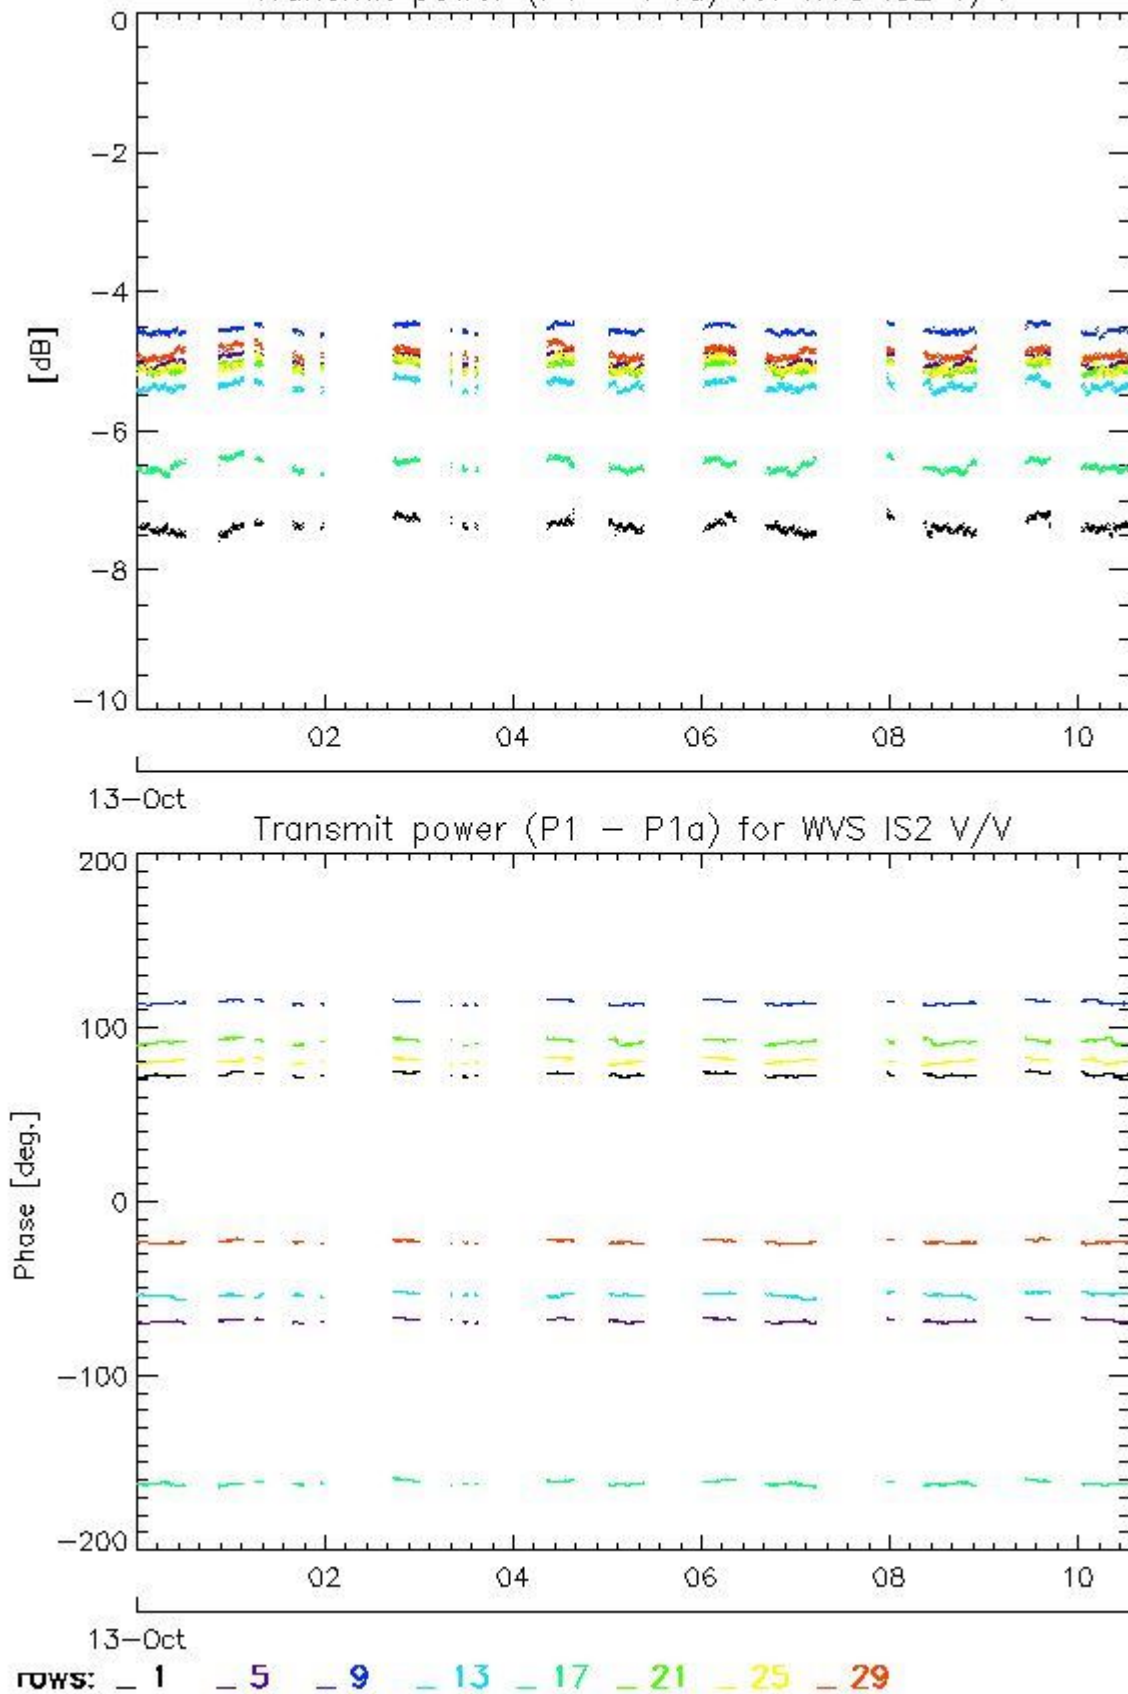 0
−2
−4
[dB]
−6
−8
−10
02 04 06 08 10
13−Oct
Transmit power (P1 − P1a) for WVS IS2 V/V
200
100
0
Phase [deg.]
−100
−200
02 04 06 08 10
13−Oct
rows: _ 1 _ 5 _ 9 _ 13 _ 17 _ 21 _ 25 _ 29